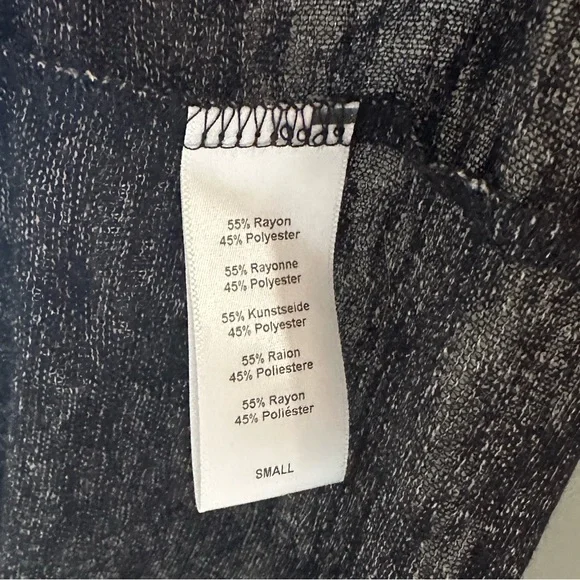 55% Rayon
45% Polyester
55% Rayonne
45% Polyester
55% Kunstseide
45% Polyester
55% Raion
45% Poliestere
55% Rayon
45% Poliéster
SMALL